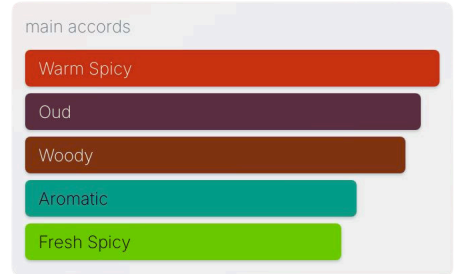 main accords
Warm Spicy
Oud
Woody
Aromatic
Fresh Spicy